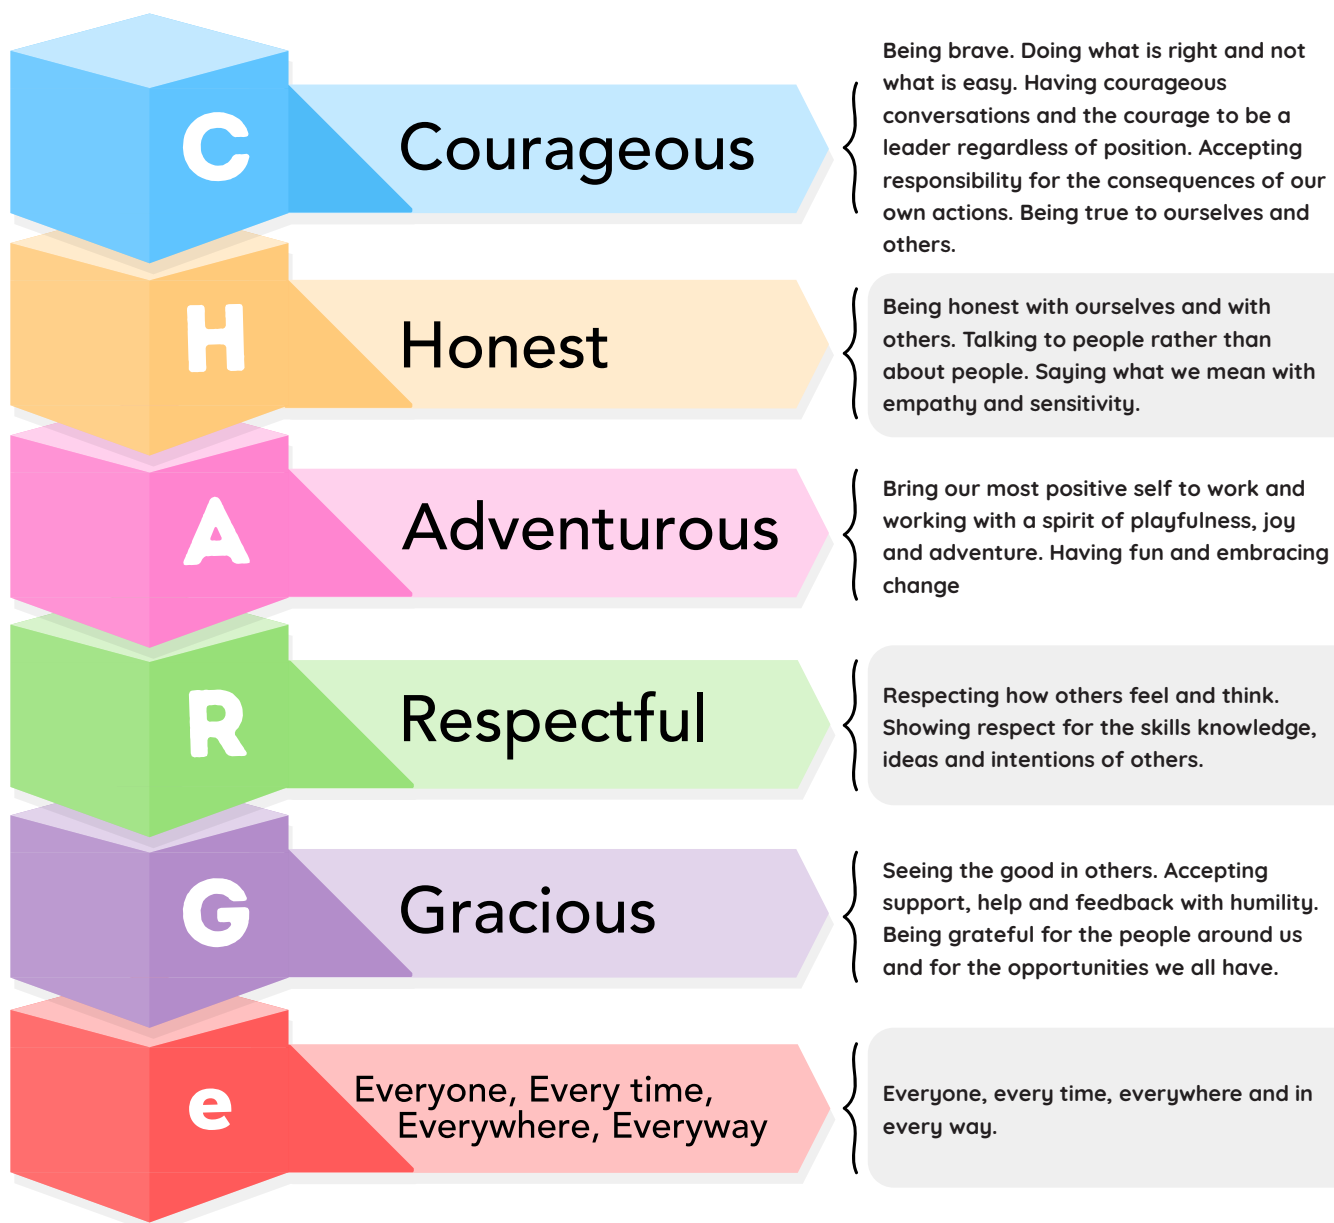 C
Courageous
Being brave. Doing what is right and not
what is easy. Having courageous
conversations and the courage to be a
leader regardless of position. Accepting
responsibility for the consequences of our
own actions. Being true to ourselves and
others.
H
Honest
Being honest with ourselves and with
others. Talking to people rather than
about people. Saying what we mean with
empathy and sensitivity.
A
Adventurous
Bring our most positive self to work and
working with a spirit of playfulness, joy
and adventure. Having fun and embracing
change
R
Respectful
Respecting how others feel and think.
Showing respect for the skills knowledge,
ideas and intentions of others.
G
Gracious
Seeing the good in others. Accepting
support, help and feedback with humility.
Being grateful for the people around us
and for the opportunities we all have.
e
Everyone, Every time,
Everywhere, Everyway
Everyone, every time, everywhere and in
every way.